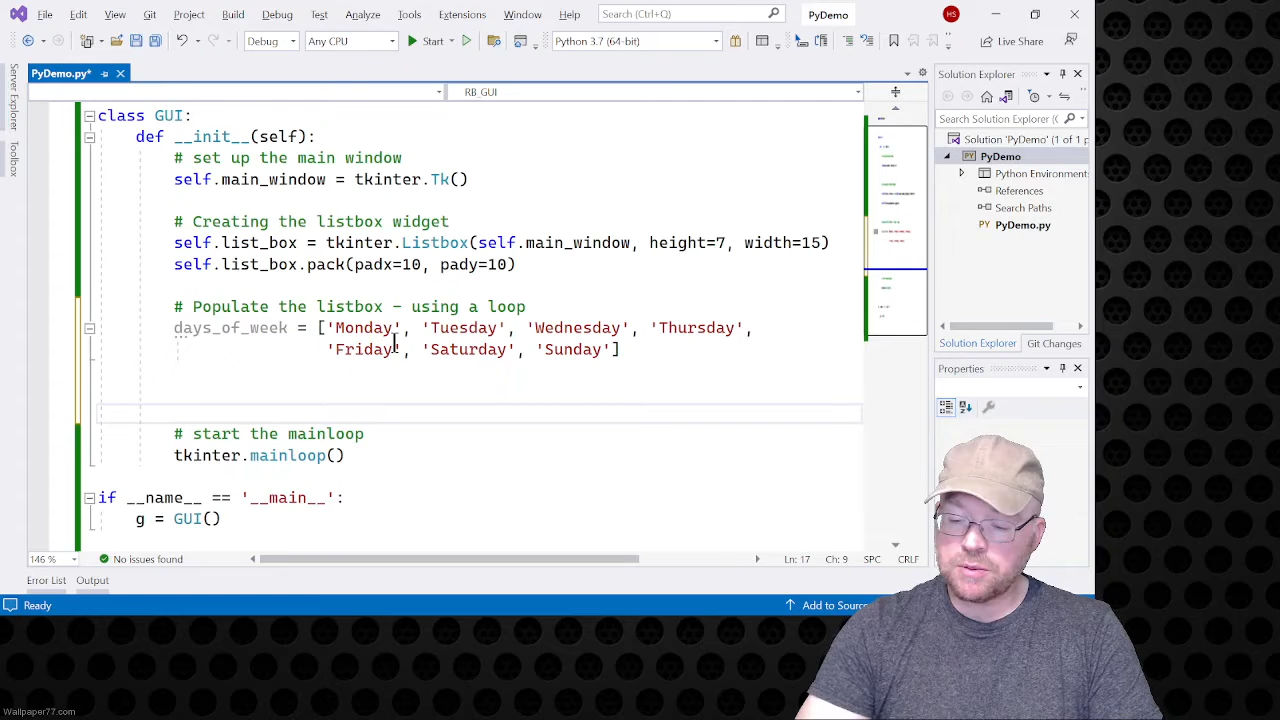 File Edit View Git Project Build Debug Test Analyze Tools Extensions Window Help Search (Ctrl+Q) PyDemo HS
Debug Any CPU Start Python 3.7 (64-bit) Live Share
Server Explorer
Toolbox
PyDemo.py*
RB_GUI
class GUI:
def __init__(self):
# set up the main window
self.main_window = tkinter.Tk()
# Creating the listbox widget
self.list_box = tkinter.Listbox(self.main_window, height=7, width=15)
self.list_box.pack(padx=10, pady=10)
# Populate the listbox - using a loop
days_of_week = ['Monday', 'Tuesday', 'Wednesday', 'Thursday',
'Friday', 'Saturday', 'Sunday']
# start the mainloop
tkinter.mainloop()
if __name__ == '__main__':
g = GUI()
146 % No issues found Ln: 17 Ch: 9 SPC CRLF
Error List Output
Ready Add to Sourc
Solution Explorer
Search Solution Explorer (C
Solution 'PyDemo' (1 of 1 p
PyDemo
Python Environments
References
Search Paths
PyDemo.py
Solution Explorer Git Changes
Properties
Wallpaper77.com